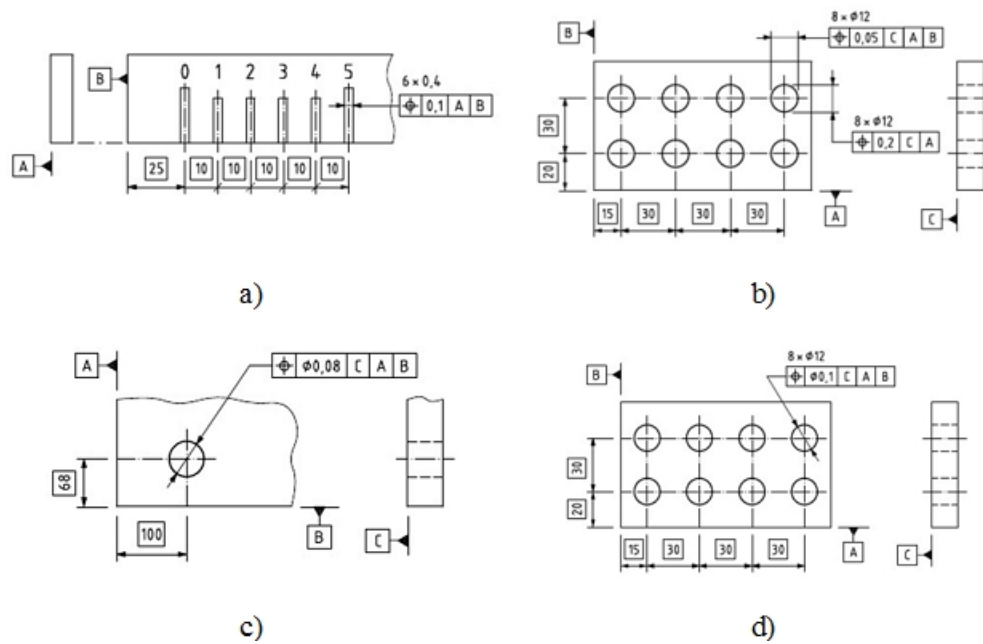 B
0 1 2 3 4 5
6 × 0,4
⌖ 0,1 A B
A
25 10 10 10 10 10
a)
8 × Φ12
B
⌖ 0,05 C A B
30
8 × Φ12
⌖ 0,2 C A
20
15 30 30 30
A
C
b)
A
⌖ Φ0,08 C A B
68
100
B
C
c)
8 × Φ12
B
⌖ Φ0,1 C A B
30
20
15 30 30 30
A
C
d)